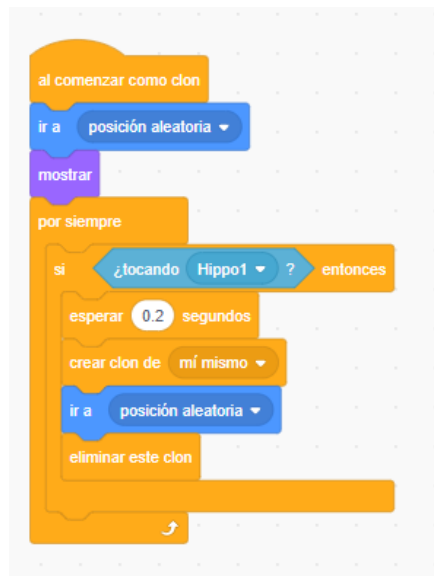 al comenzar como clon
ir a posición aleatoria
mostrar
por siempre
si ¿tocando Hippo1 ? entonces
esperar 0.2 segundos
crear clon de mí mismo
ir a posición aleatoria
eliminar este clon